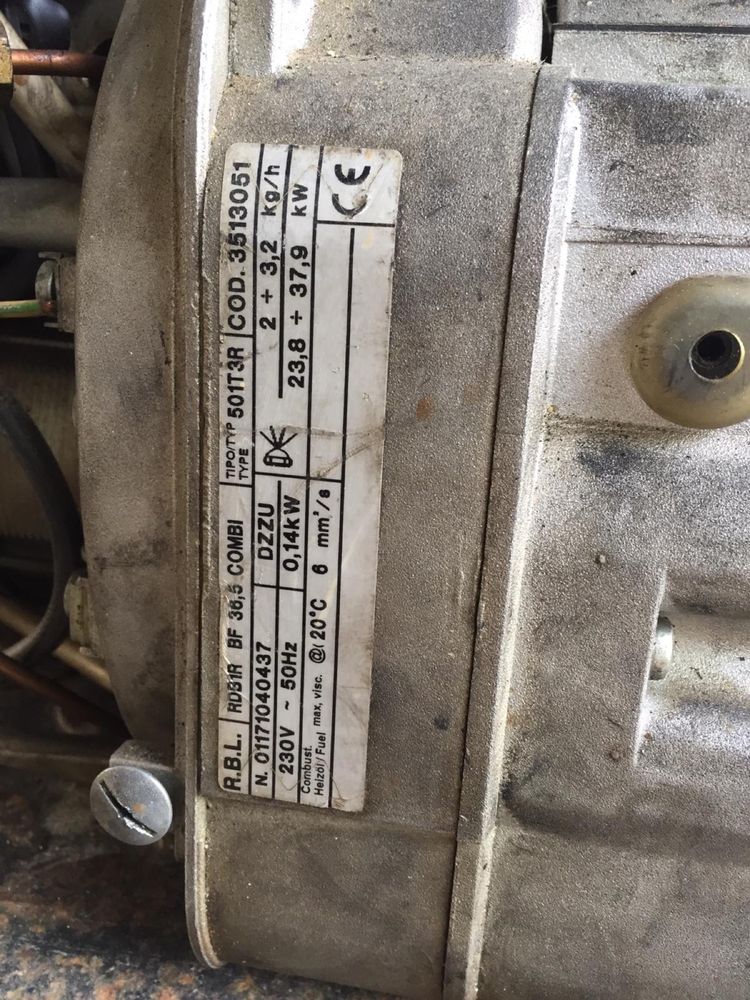 R.B.L. RDB1R BF 36,5 COMBI TIPO/TYP TYPE 501T3R COD. 3513051
N. 01171040437 DZZU 2 ÷ 3,2 kg/h
230V ~ 50Hz 0,14kW 23,8 ÷ 37,9 kW
Combust.
Heizöl/Fuel max, visc. @(20°C 6 mm²/s
CE